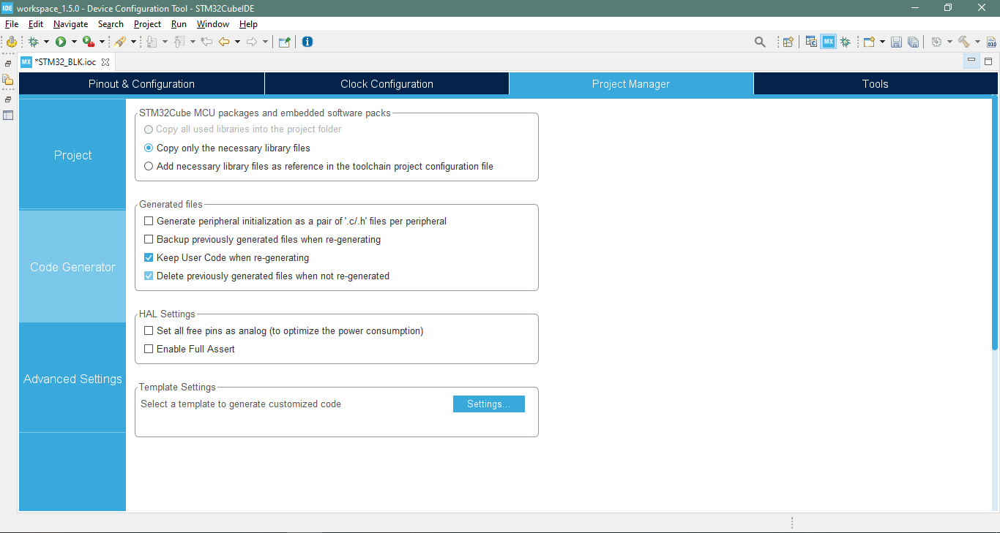 IDE workspace_1.5.0 - Device Configuration Tool - STM32CubeIDE
File Edit Navigate Search Project Run Window Help
MX
010
MX *STM32_BLK.ioc
Pinout & Configuration
Clock Configuration
Project Manager
Tools
Project
Code Generator
Advanced Settings
STM32Cube MCU packages and embedded software packs
Copy all used libraries into the project folder
Copy only the necessary library files
Add necessary library files as reference in the toolchain project configuration file
Generated files
Generate peripheral initialization as a pair of '.c/.h' files per peripheral
Backup previously generated files when re-generating
Keep User Code when re-generating
Delete previously generated files when not re-generated
HAL Settings
Set all free pins as analog (to optimize the power consumption)
Enable Full Assert
Template Settings
Select a template to generate customized code
Settings...